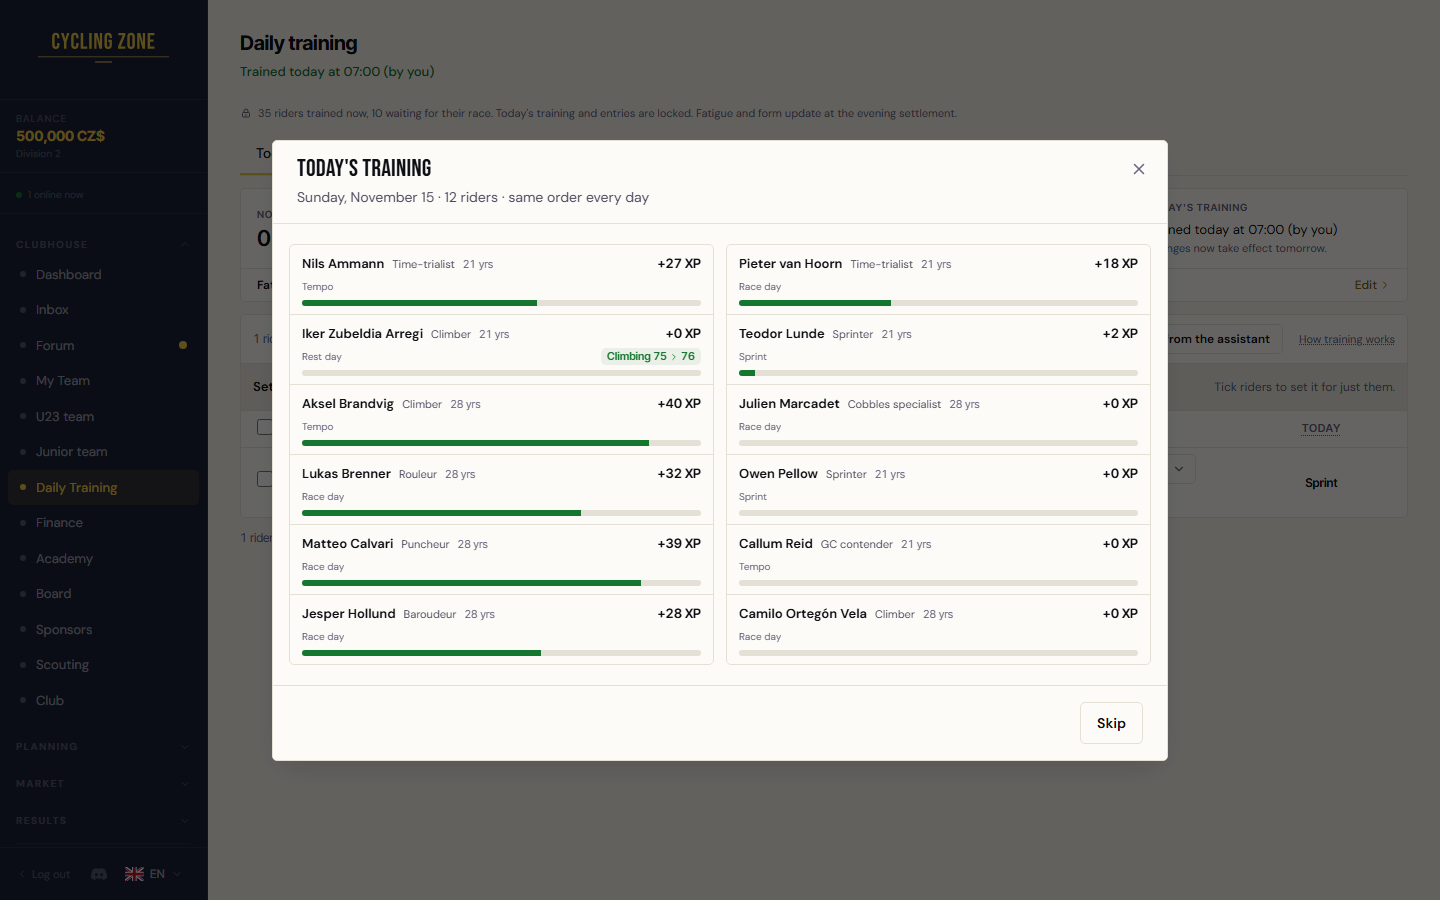 CYCLING ZONE
BALANCE
500,000 CZ$
Division 2
1 online now
CLUBHOUSE
Dashboard
Inbox
Forum
My Team
U23 team
Junior team
Daily Training
Finance
Academy
Board
Sponsors
Scouting
Club
PLANNING
MARKET
RESULTS
Log out
EN
Daily training
Trained today at 07:00 (by you)
35 riders trained now, 10 waiting for their race. Today's training and entries are locked. Fatigue and form update at the evening settlement.
TODAY'S TRAINING
Sunday, November 15 · 12 riders · same order every day
Nils Ammann Time-trialist 21 yrs +27 XP
Tempo
Iker Zubeldia Arregi Climber 21 yrs +0 XP
Rest day Climbing 75 › 76
Aksel Brandvig Climber 28 yrs +40 XP
Tempo
Lukas Brenner Rouleur 28 yrs +32 XP
Race day
Matteo Calvari Puncheur 28 yrs +39 XP
Race day
Jesper Hollund Baroudeur 28 yrs +28 XP
Race day
Pieter van Hoorn Time-trialist 21 yrs +18 XP
Race day
Teodor Lunde Sprinter 21 yrs +2 XP
Sprint
Julien Marcadet Cobbles specialist 28 yrs +0 XP
Race day
Owen Pellow Sprinter 21 yrs +0 XP
Sprint
Callum Reid GC contender 21 yrs +0 XP
Tempo
Camilo Ortegón Vela Climber 28 yrs +0 XP
Race day
Skip
AY'S TRAINING
ned today at 07:00 (by you)
nges now take effect tomorrow.
Edit ›
rom the assistant
How training works
Set
Tick riders to set it for just them.
TODAY
Sprint
1 rider